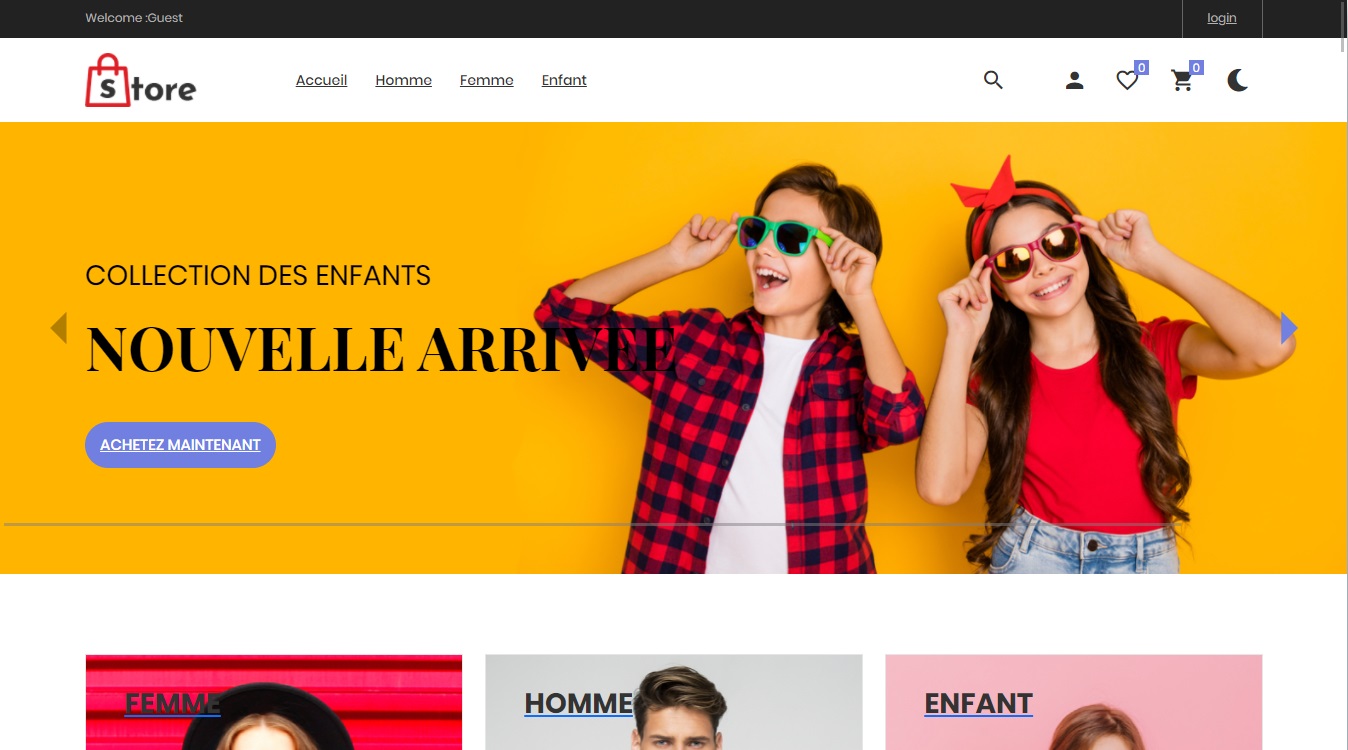 Welcome :Guest
login
Store
Accueil
Homme
Femme
Enfant
0
0
COLLECTION DES ENFANTS
NOUVELLE ARRIVEE
ACHETEZ MAINTENANT
FEMME
HOMME
ENFANT